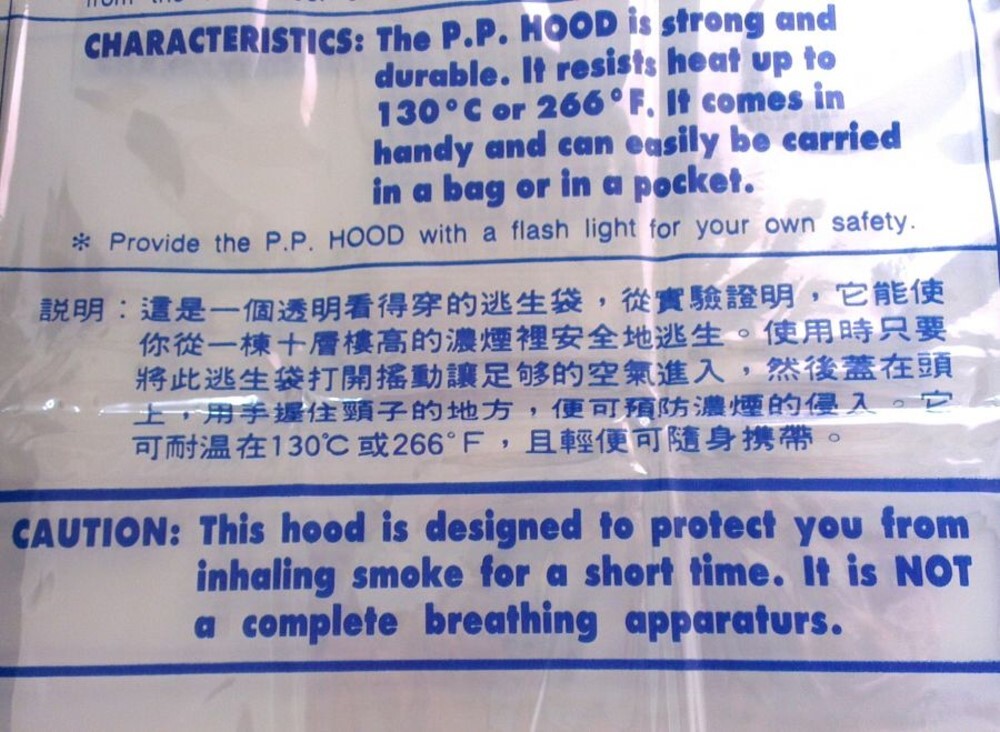 from the
CHARACTERISTICS: The P.P. HOOD is strong and
durable. It resists heat up to
130°C or 266°F. It comes in
handy and can easily be carried
in a bag or in a pocket.
* Provide the P.P. HOOD with a flash light for your own safety.
説明：這是一個透明看得穿的逃生袋，從實驗證明，它能使
你從一棟十層樓高的濃煙裡安全地逃生。使用時只要
將此逃生袋打開搖動讓足够的空氣進入，然後蓋在頭
上，用手握住頸子的地方，便可預防濃煙的侵入。它
可耐温在130℃或266°F，且輕便可隨身携帶。
CAUTION: This hood is designed to protect you from
inhaling smoke for a short time. It is NOT
a complete breathing apparaturs.